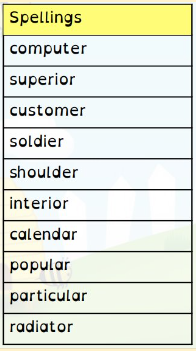 Spellings
computer
superior
customer
soldier
shoulder
interior
calendar
popular
particular
radiator